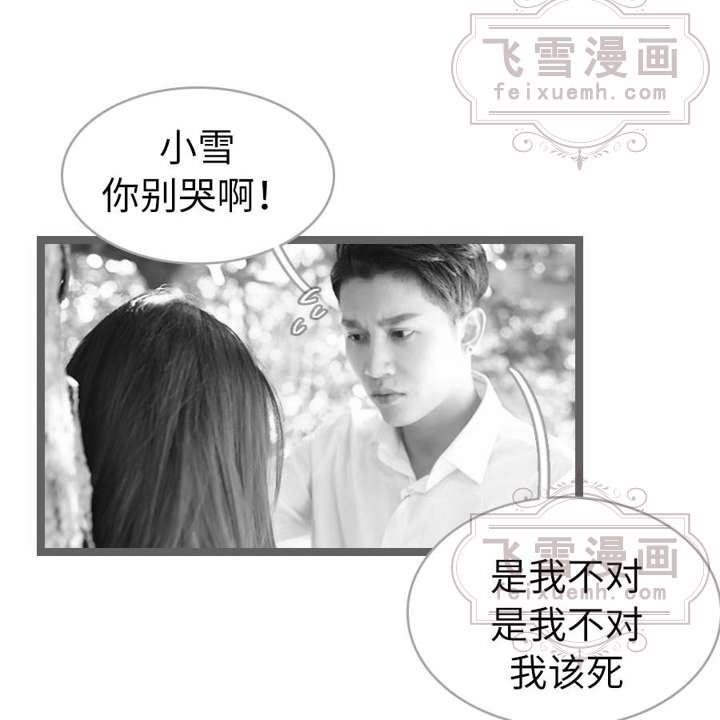 飞雪漫画
feixuemh.com
小雪
你别哭啊！
飞雪漫画
feixuemh.com
是我不对
是我不对
我该死